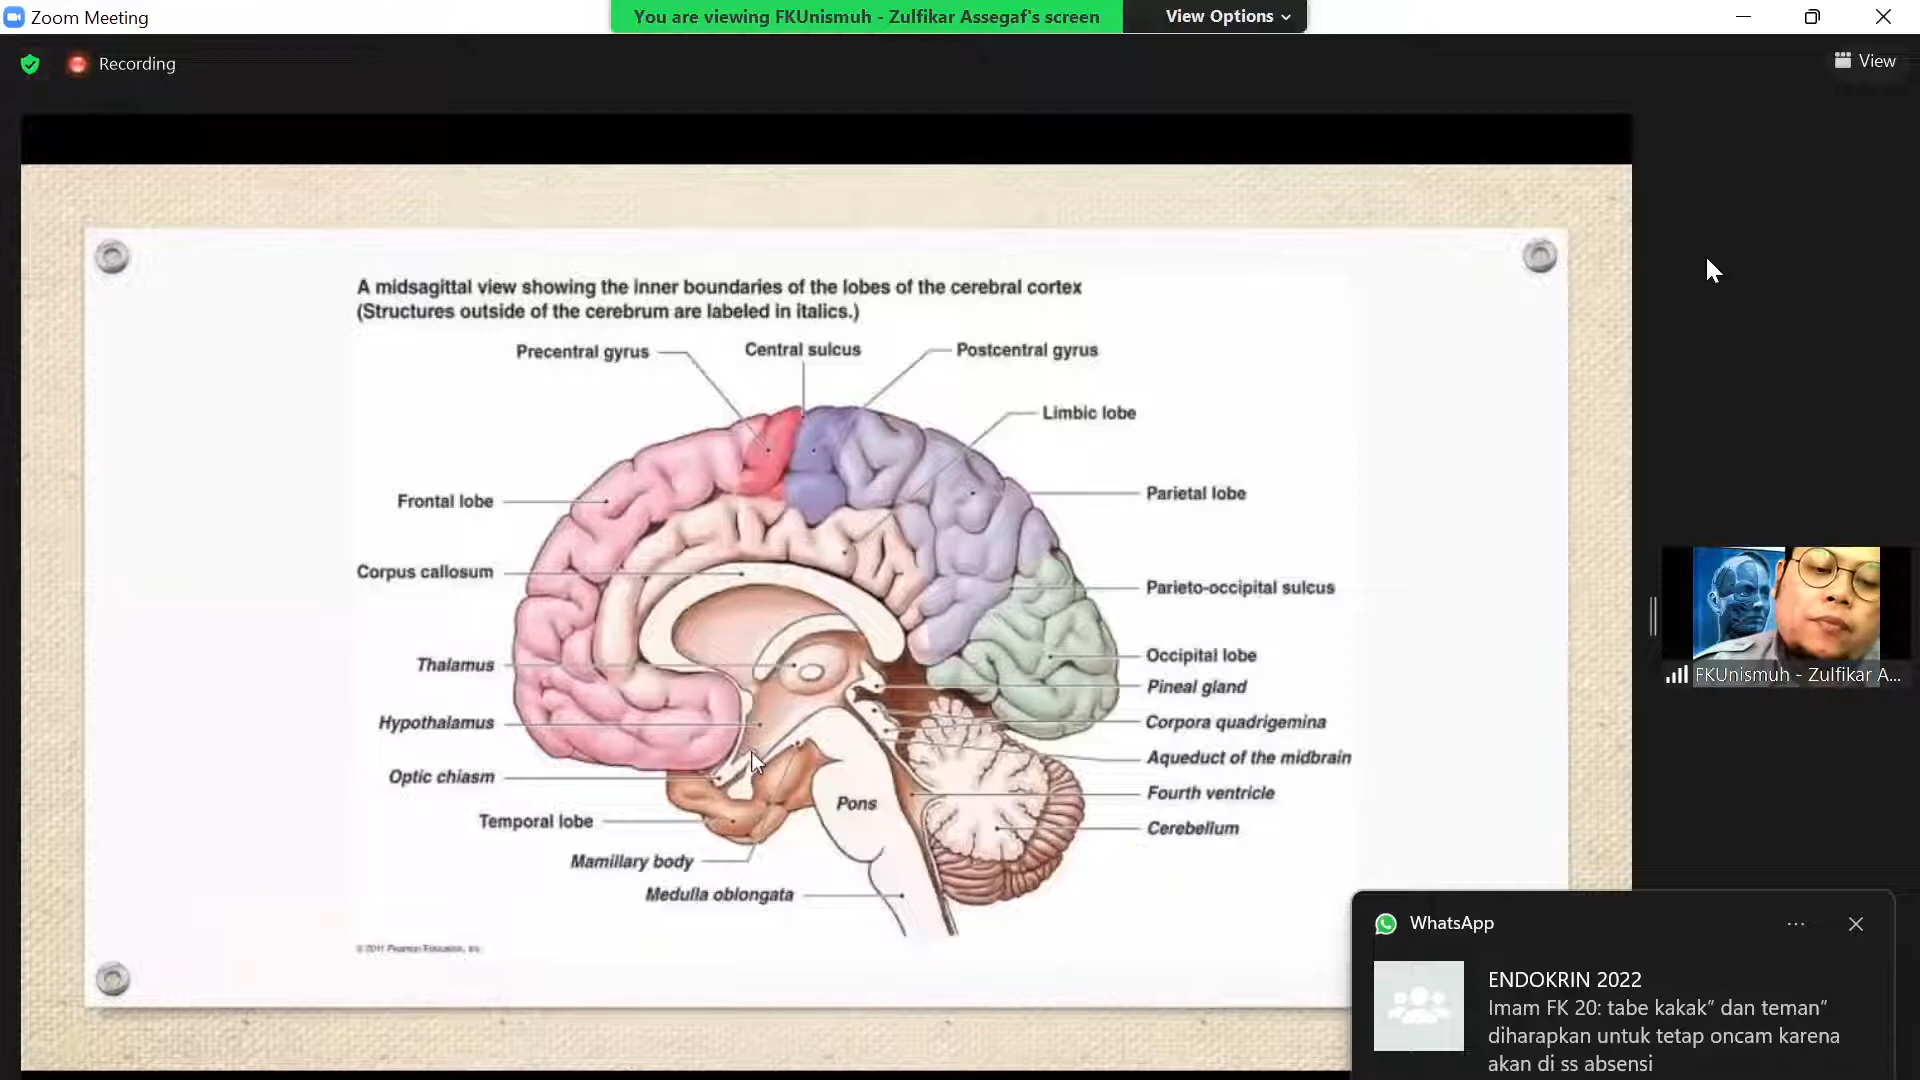 Zoom Meeting
You are viewing FKUnismuh - Zulfikar Assegaf's screen
View Options
Recording
View
A midsagittal view showing the inner boundaries of the lobes of the cerebral cortex
(Structures outside of the cerebrum are labeled in italics.)
Precentral gyrus
Central sulcus
Postcentral gyrus
Limbic lobe
Frontal lobe
Parietal lobe
Corpus callosum
Parieto-occipital sulcus
Thalamus
Occipital lobe
Pineal gland
Hypothalamus
Corpora quadrigemina
Optic chiasm
Aqueduct of the midbrain
Pons
Fourth ventricle
Temporal lobe
Cerebellum
Mamillary body
Medulla oblongata
© 2011 Pearson Education, Inc.
FKUnismuh - Zulfikar A...
WhatsApp
ENDOKRIN 2022
Imam FK 20: tabe kakak” dan teman”
diharapkan untuk tetap oncam karena
akan di ss absensi